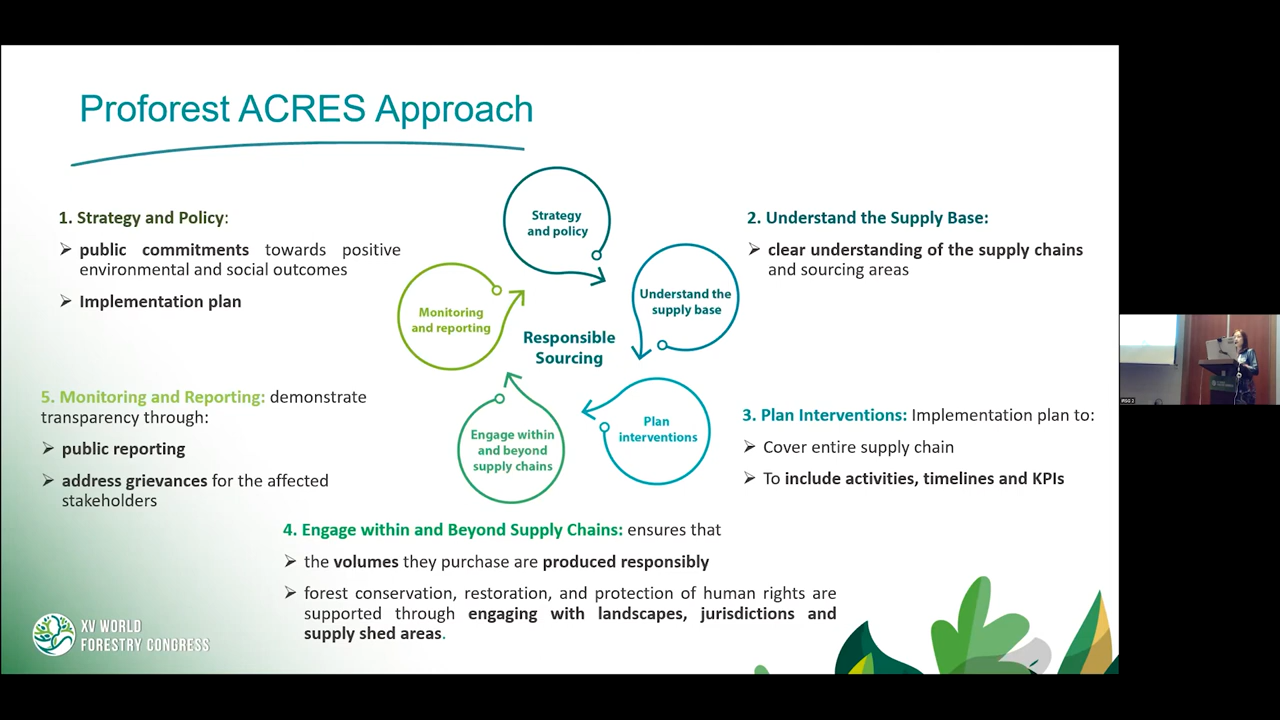 Proforest ACRES Approach
1. Strategy and Policy:
➢ public commitments towards positive
environmental and social outcomes
➢ Implementation plan
2. Understand the Supply Base:
➢ clear understanding of the supply chains
and sourcing areas
Strategy
and policy
Understand the
supply base
Monitoring
and reporting
Responsible
Sourcing
Plan
interventions
Engage within
and beyond
supply chains
5. Monitoring and Reporting: demonstrate
transparency through:
➢ public reporting
➢ address grievances for the affected
stakeholders
3. Plan Interventions: Implementation plan to:
➢ Cover entire supply chain
➢ To include activities, timelines and KPIs
4. Engage within and Beyond Supply Chains: ensures that
➢ the volumes they purchase are produced responsibly
➢ forest conservation, restoration, and protection of human rights are
supported through engaging with landscapes, jurisdictions and
supply shed areas.
XV WORLD
FORESTRY CONGRESS